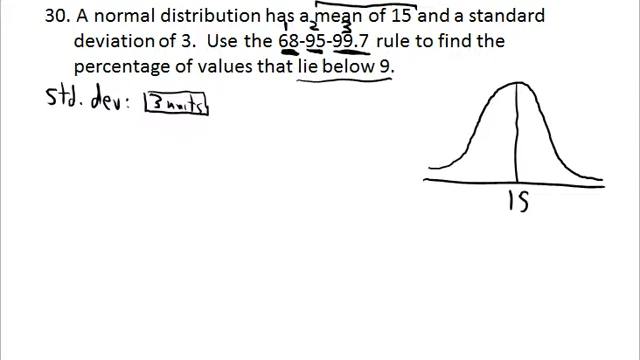 30. A normal distribution has a mean of 15 and a standard
1 2 3
deviation of 3. Use the 68-95-99.7 rule to find the
percentage of values that lie below 9.
std. dev: 3 units
15